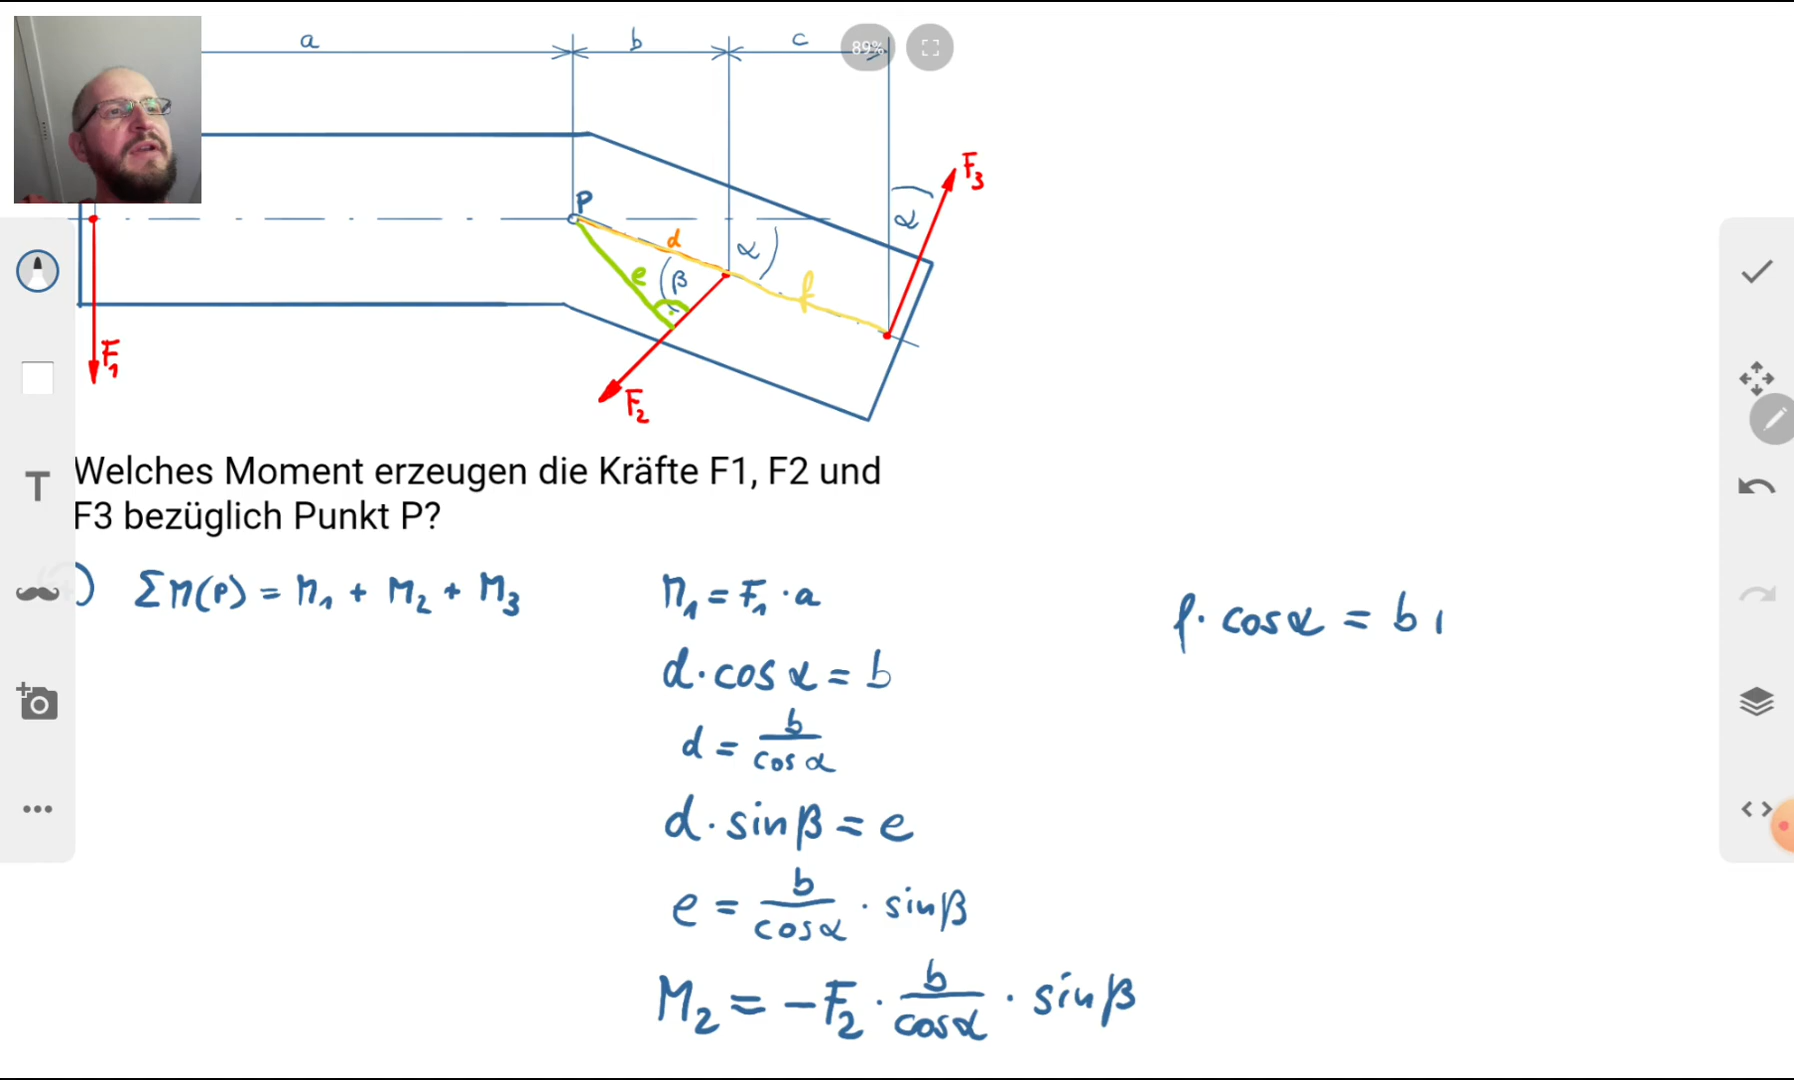 a b c 89%
F₃
P
α
d α
e β f
F₁
F₂
Welches Moment erzeugen die Kräfte F1, F2 und
F3 bezüglich Punkt P?
) ΣM(P) = M₁ + M₂ + M₃
M₁ = F₁ · a
d · cos α = b
d = b / cos α
d · sin β = e
e = b / cos α · sin β
M₂ = − F₂ · b / cos α · sin β
f · cos α = b
T